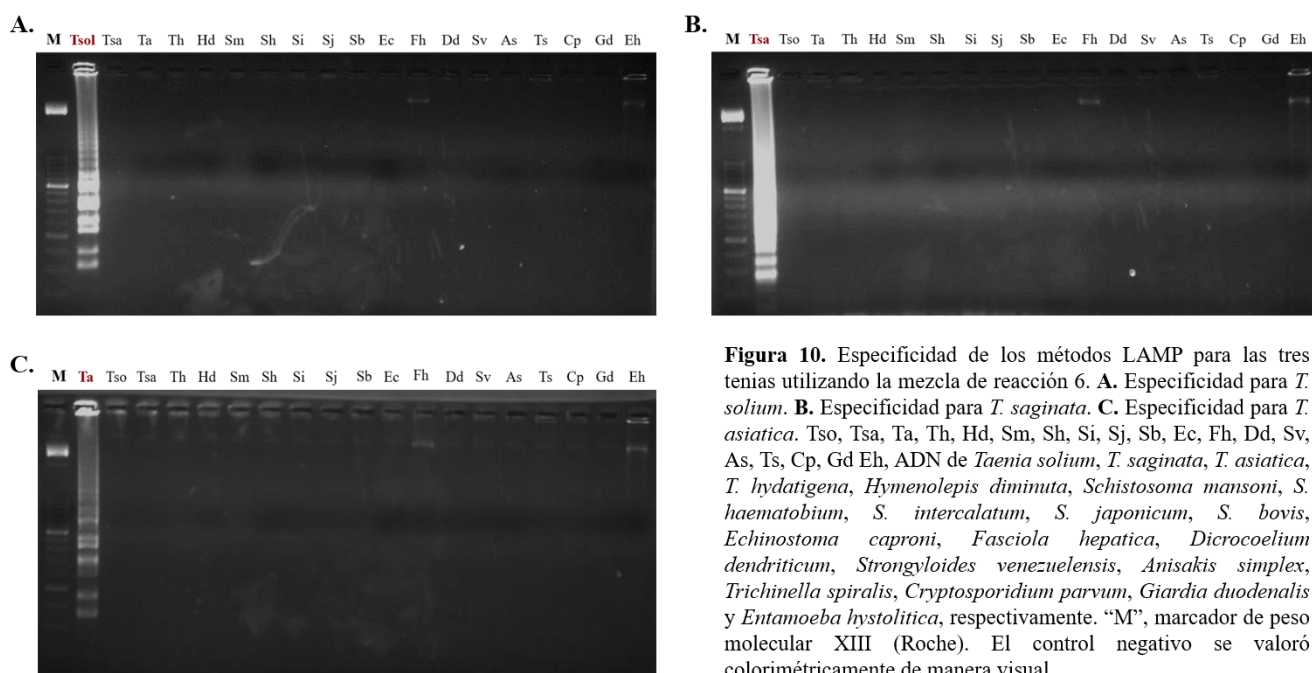 A.
M Tsol Tsa Ta Th Hd Sm Sh Si Sj Sb Ec Fh Dd Sv As Ts Cp Gd Eh
B.
M Tsa Tso Ta Th Hd Sm Sh Si Sj Sb Ec Fh Dd Sv As Ts Cp Gd Eh
C.
M Ta Tso Tsa Th Hd Sm Sh Si Sj Sb Ec Fh Dd Sv As Ts Cp Gd Eh
Figura 10. Especificidad de los métodos LAMP para las tres
tenias utilizando la mezcla de reacción 6. A. Especificidad para T.
solium. B. Especificidad para T. saginata. C. Especificidad para T.
asiatica. Tso, Tsa, Ta, Th, Hd, Sm, Sh, Si, Sj, Sb, Ec, Fh, Dd, Sv,
As, Ts, Cp, Gd Eh, ADN de Taenia solium, T. saginata, T. asiatica,
T. hydatigena, Hymenolepis diminuta, Schistosoma mansoni, S.
haematobium, S. intercalatum, S. japonicum, S. bovis,
Echinostoma caproni, Fasciola hepatica, Dicrocoelium
dendriticum, Strongyloides venezuelensis, Anisakis simplex,
Trichinella spiralis, Cryptosporidium parvum, Giardia duodenalis
y Entamoeba hystolitica, respectivamente. “M”, marcador de peso
molecular XIII (Roche). El control negativo se valoró
colorimétricamente de manera visual